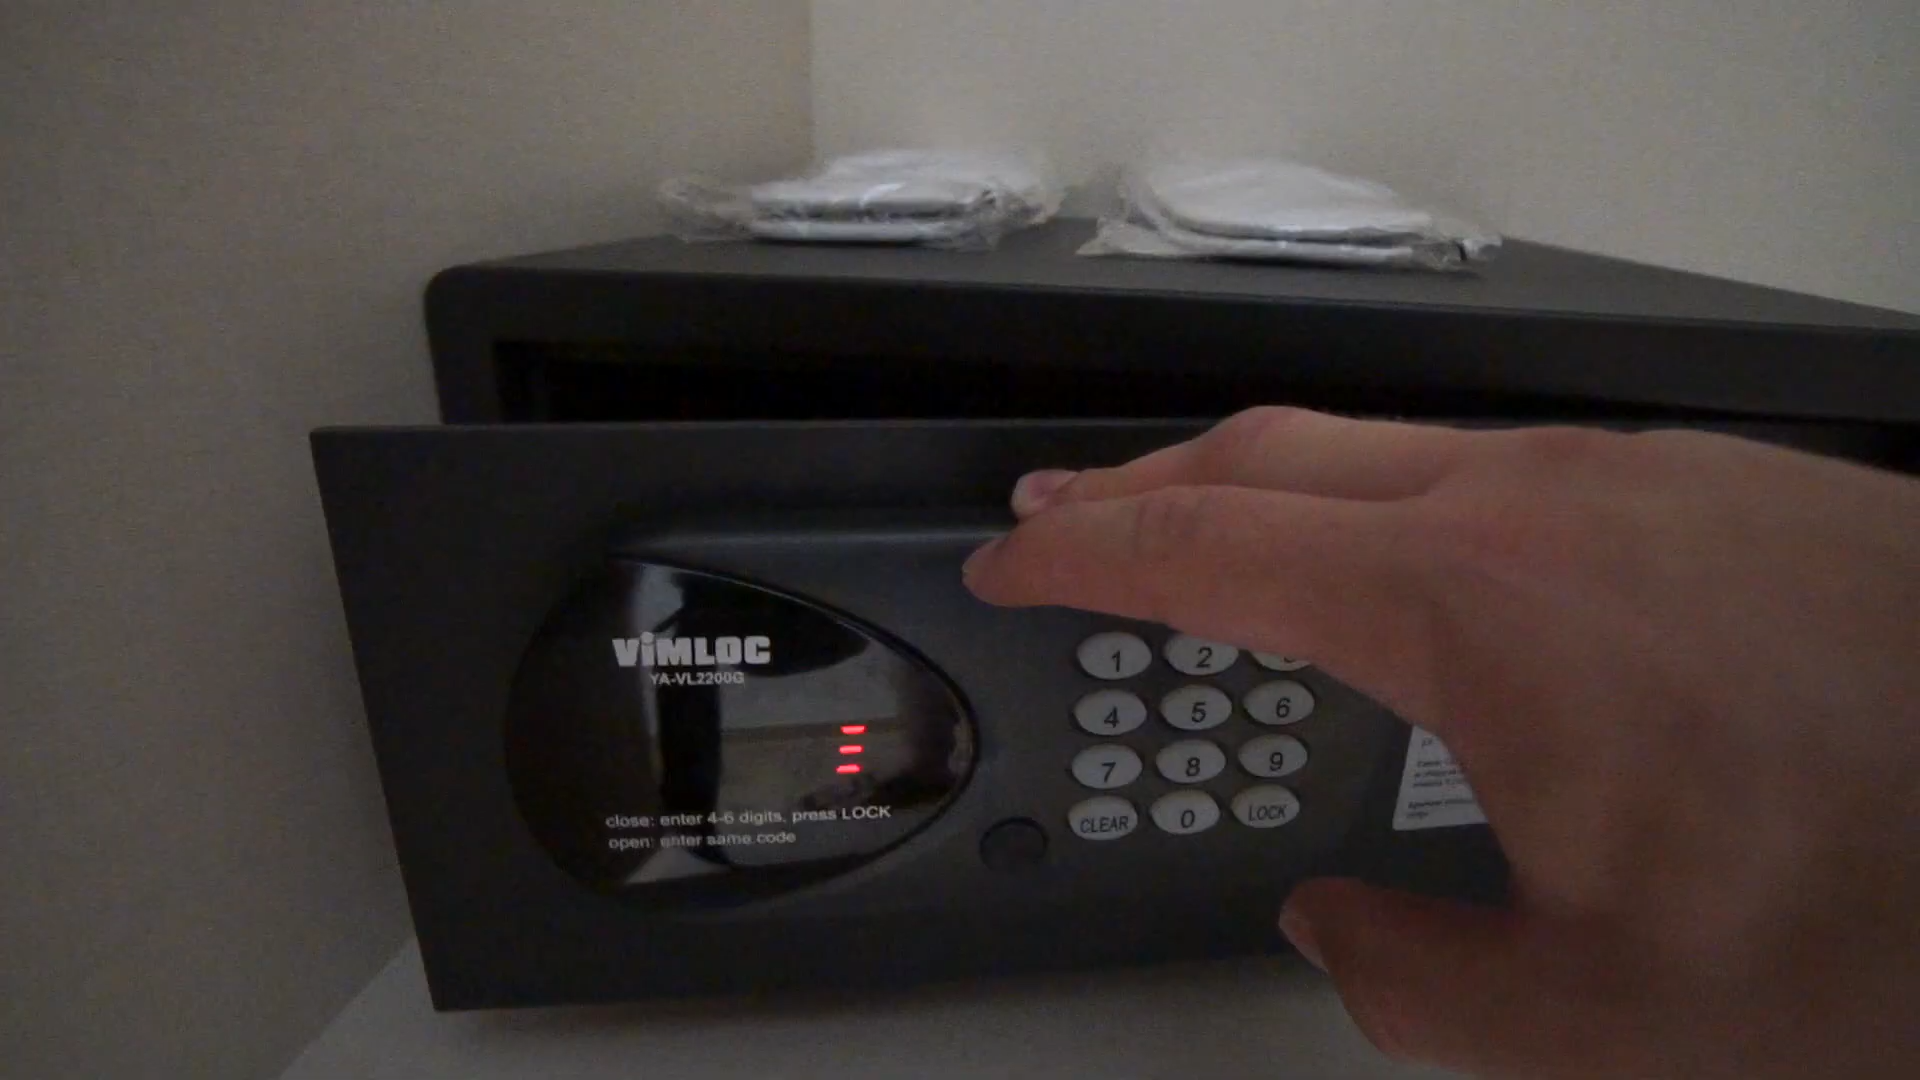 ViMLOC
YA-VL2200G
close: enter 4-6 digits, press LOCK
open: enter same code
1 2
4 5 6
7 8 9
CLEAR 0 LOCK